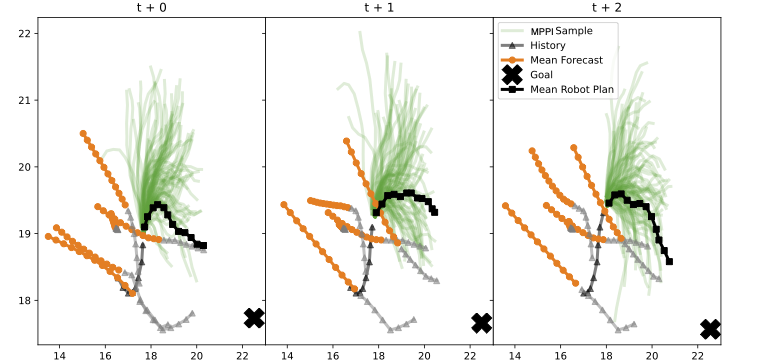 t + 0
t + 1
t + 2
MPPI Sample
History
Mean Forecast
Goal
Mean Robot Plan
22
21
20
19
18
14 16 18 20 22
14 16 18 20 22
14 16 18 20 22